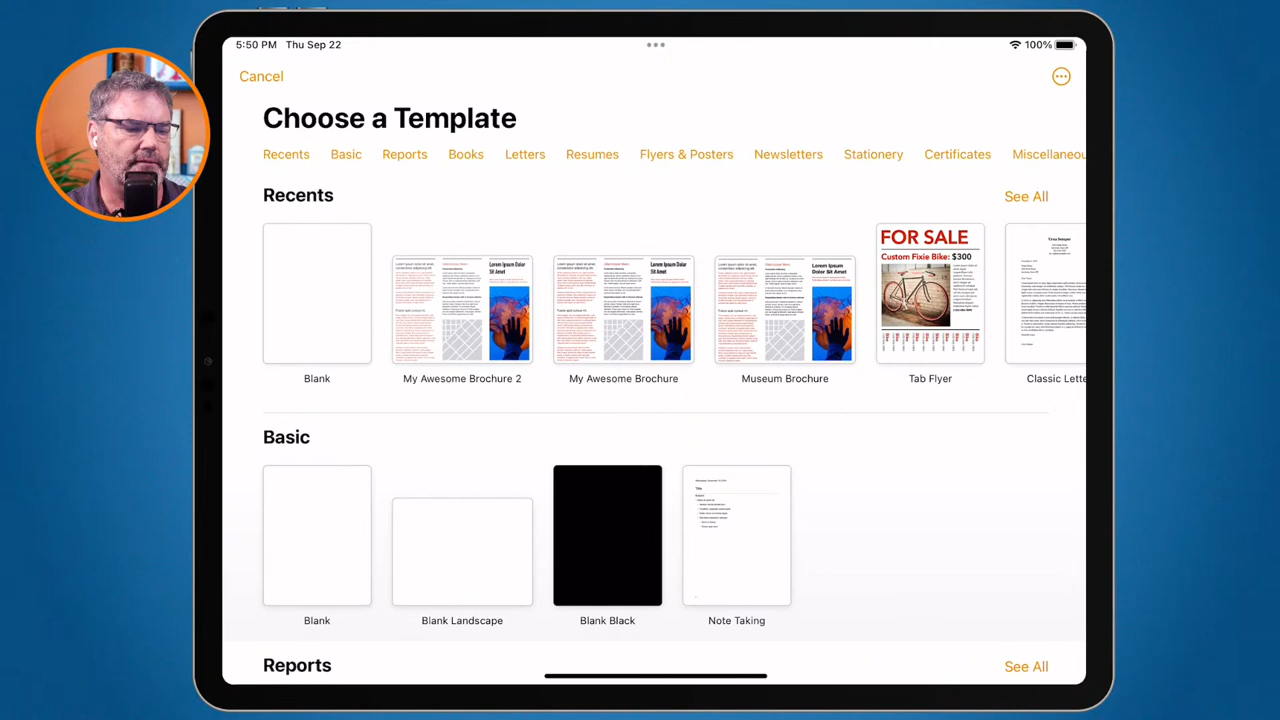 5:50 PM Thu Sep 22
100%
Cancel
Choose a Template
Recents Basic Reports Books Letters Resumes Flyers & Posters Newsletters Stationery Certificates Miscellaneou
Recents See All
Lorem Ipsum Dolor Sit Amet
Lorem Ipsum Dolor Sit Amet
Lorem Ipsum Dolor Sit Amet
FOR SALE
Custom Fixie Bike: $300
Blank My Awesome Brochure 2 My Awesome Brochure Museum Brochure Tab Flyer Classic Lette
Basic
Title
Blank Blank Landscape Blank Black Note Taking
Reports See All